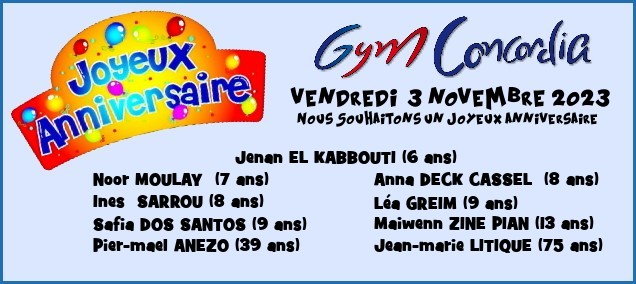 Joyeux
Anniversaire
Gym Concordia
VENDREDI 3 NOVEMBRE 2023
NOUS SOUHAITONS UN JOYEUX ANNIVERSAIRE
Jenan EL KABBOUTI (6 ans)
Noor MOULAY (7 ans)
Anna DECK CASSEL (8 ans)
Ines SARROU (8 ans)
Léa GREIM (9 ans)
Safia DOS SANTOS (9 ans)
Maiwenn ZINE PIAN (13 ans)
Pier-mael ANEZO (39 ans)
Jean-marie LITIQUE (75 ans)